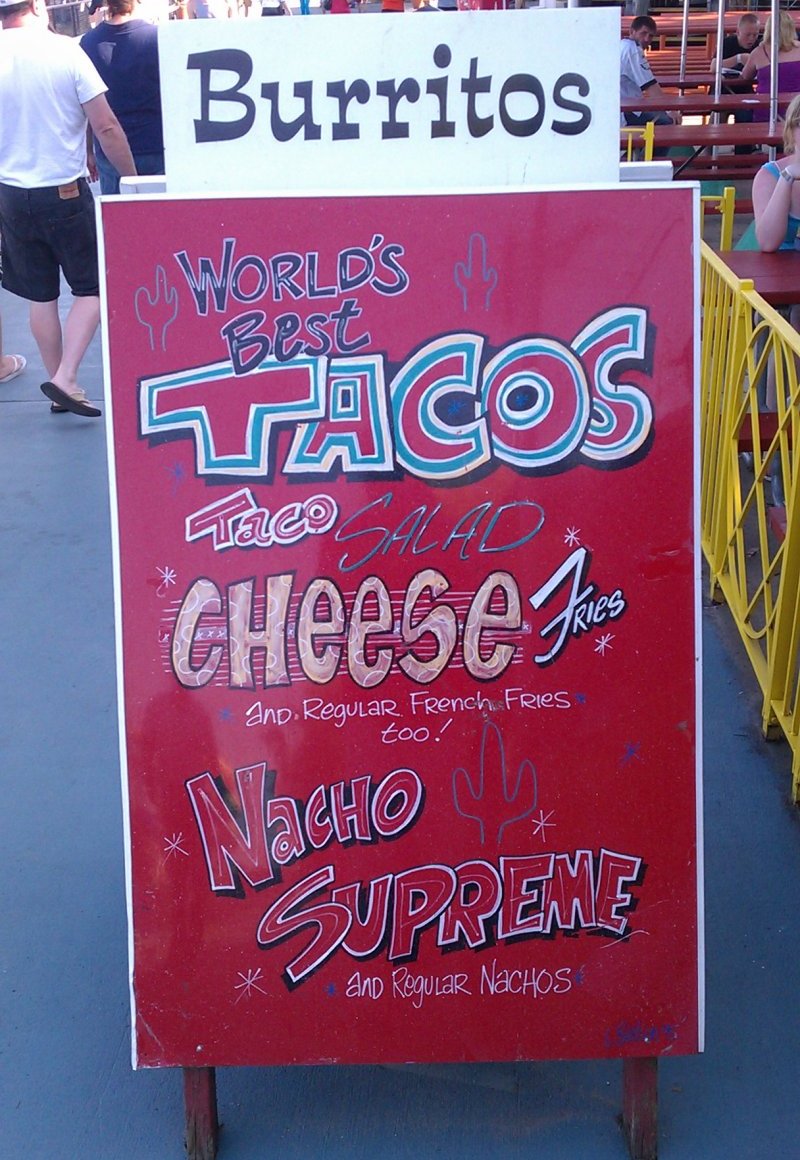 Burritos
WORLD'S
Best
TACOS
Taco SALAD
CHEESE FRIES
AND REGULAR FRENCH FRIES
too!
NACHO
SUPREME
AND REGULAR NACHOS